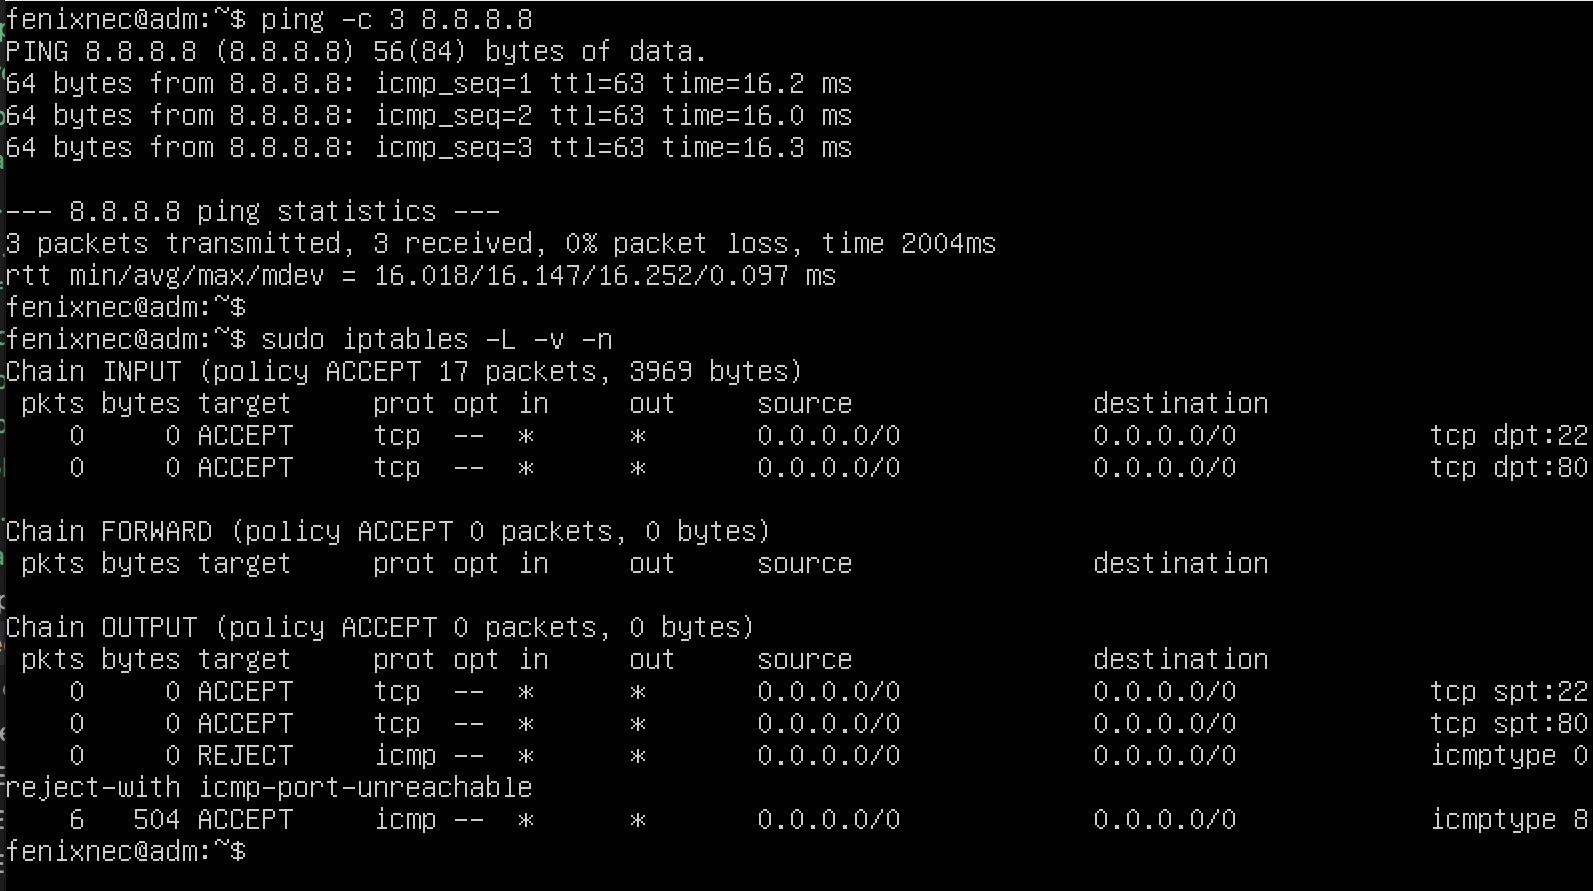 fenixnec@adm:~$ ping -c 3 8.8.8.8
PING 8.8.8.8 (8.8.8.8) 56(84) bytes of data.
64 bytes from 8.8.8.8: icmp_seq=1 ttl=63 time=16.2 ms
64 bytes from 8.8.8.8: icmp_seq=2 ttl=63 time=16.0 ms
64 bytes from 8.8.8.8: icmp_seq=3 ttl=63 time=16.3 ms
--- 8.8.8.8 ping statistics ---
3 packets transmitted, 3 received, 0% packet loss, time 2004ms
rtt min/avg/max/mdev = 16.018/16.147/16.252/0.097 ms
fenixnec@adm:~$
fenixnec@adm:~$ sudo iptables -L -v -n
Chain INPUT (policy ACCEPT 17 packets, 3969 bytes)
 pkts bytes target     prot opt in     out     source               destination
    0     0 ACCEPT     tcp  --  *      *       0.0.0.0/0            0.0.0.0/0            tcp dpt:22
    0     0 ACCEPT     tcp  --  *      *       0.0.0.0/0            0.0.0.0/0            tcp dpt:80
Chain FORWARD (policy ACCEPT 0 packets, 0 bytes)
 pkts bytes target     prot opt in     out     source               destination
Chain OUTPUT (policy ACCEPT 0 packets, 0 bytes)
 pkts bytes target     prot opt in     out     source               destination
    0     0 ACCEPT     tcp  --  *      *       0.0.0.0/0            0.0.0.0/0            tcp spt:22
    0     0 ACCEPT     tcp  --  *      *       0.0.0.0/0            0.0.0.0/0            tcp spt:80
    0     0 REJECT     icmp --  *      *       0.0.0.0/0            0.0.0.0/0            icmptype 0
reject-with icmp-port-unreachable
    6   504 ACCEPT     icmp --  *      *       0.0.0.0/0            0.0.0.0/0            icmptype 8
fenixnec@adm:~$